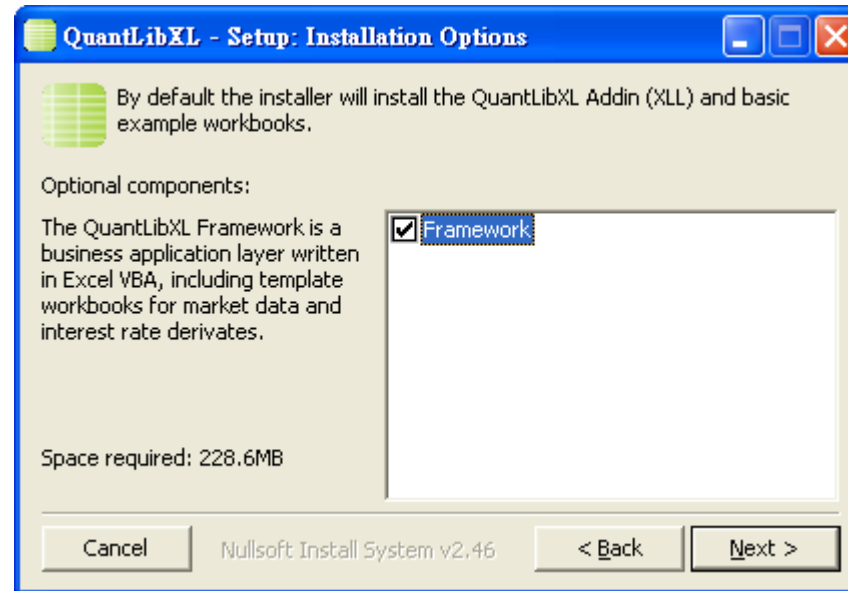 QuantLibXL - Setup: Installation Options
By default the installer will install the QuantLibXL Addin (XLL) and basic
example workbooks.
Optional components:
The QuantLibXL Framework is a
business application layer written
in Excel VBA, including template
workbooks for market data and
interest rate derivates.
Framework
Space required: 228.6MB
Cancel
Nullsoft Install System v2.46
< Back
Next >